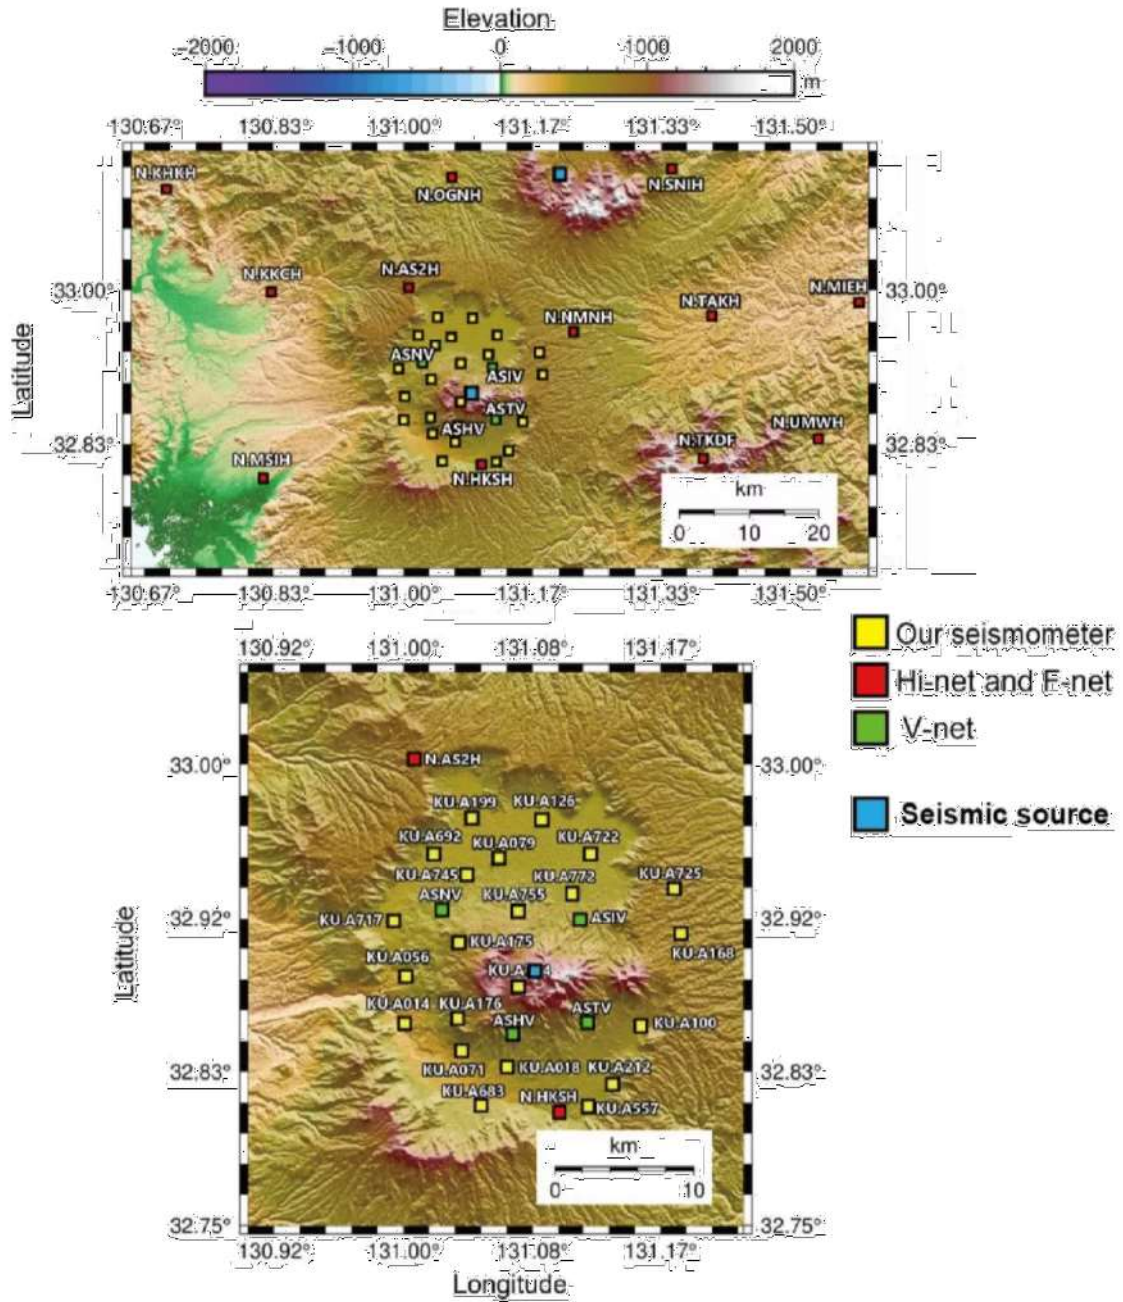 Elevation
−2000 −1000 0 1000 2000
m
130.67° 130.83° 131.00° 131.17° 131.33° 131.50°
N.KHKH
N.OGNH
N.SNIH
N.KKCH
N.AS2H
33.00° 33.00°
N.MIEH
N.TAKH
N.NMNH
ASNV
ASIV
ASTV
Latitude
N.UMWH
ASHV
32.83° 32.83°
N.TKDF
N.MSIH
N.HKSH
km
0 10 20
130.67° 130.83° 131.00° 131.17° 131.33° 131.50°
Our seismometer
Hi-net and F-net
V-net
Seismic source
130.92° 131.00° 131.08° 131.17°
33.00° 33.00°
N.AS2H
KU.A199 KU.A126
KU.A692 KU.A079 KU.A722
KU.A745 KU.A772 KU.A725
ASNV KU.A755
32.92° 32.92°
KU.A717 ASIV
KU.A175
KU.A168
KU.A056
Latitude
KU.A014 KU.A176 ASTV
ASHV KU.A100
32.83° 32.83°
KU.A071 KU.A018 KU.A212
KU.A683 N.HKSH
KU.A557
km
0 10
32.75° 32.75°
130.92° 131.00° 131.08° 131.17°
Longitude